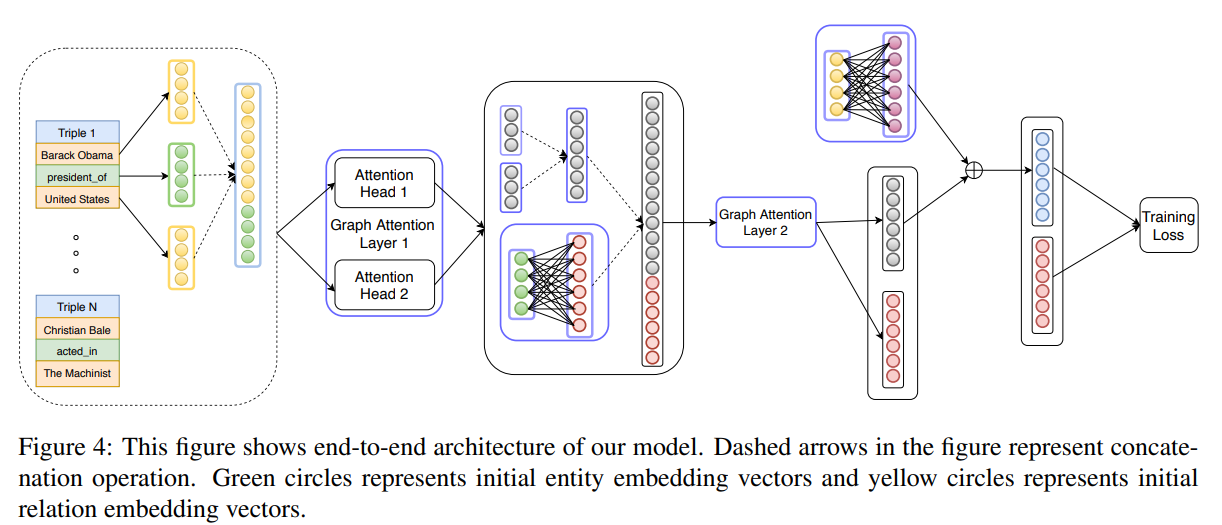 Triple 1
Barack Obama
president_of
United States
Triple N
Christian Bale
acted_in
The Machinist
Attention
Head 1
Graph Attention
Layer 1
Attention
Head 2
Graph Attention
Layer 2
Training
Loss
Figure 4: This figure shows end-to-end architecture of our model. Dashed arrows in the figure represent concate-
nation operation. Green circles represents initial entity embedding vectors and yellow circles represents initial
relation embedding vectors.